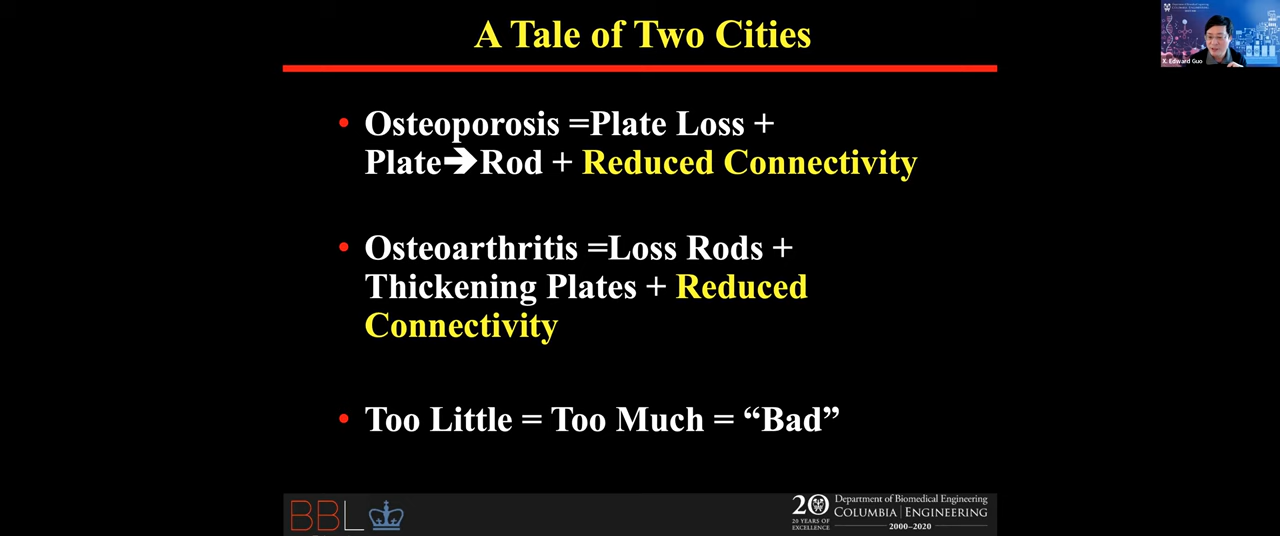 A Tale of Two Cities
X. Edward Guo
• Osteoporosis =Plate Loss +
Plate➔Rod + Reduced Connectivity
• Osteoarthritis =Loss Rods +
Thickening Plates + Reduced
Connectivity
• Too Little = Too Much = “Bad”
BBL
20
20 YEARS OF
EXCELLENCE
Department of Biomedical Engineering
COLUMBIA | ENGINEERING
2000–2020